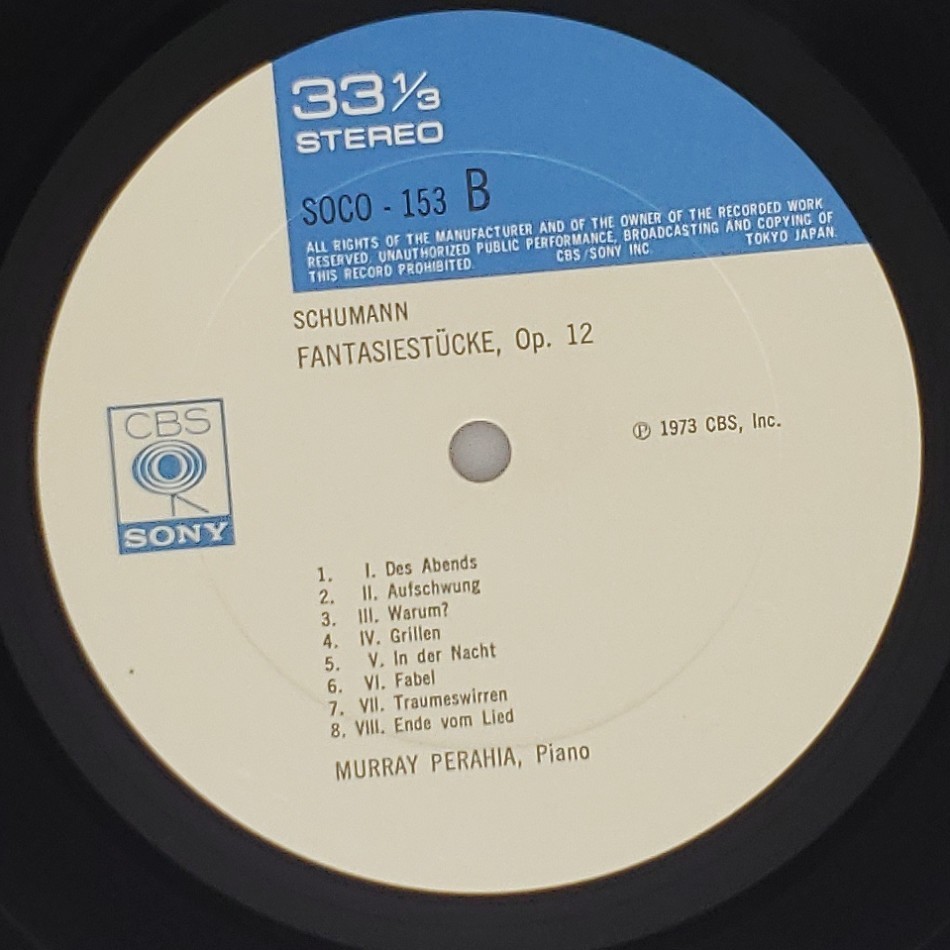 33 1/3
STEREO
SOCO - 153 B
ALL RIGHTS OF THE MANUFACTURER AND OF THE OWNER OF THE RECORDED WORK
RESERVED. UNAUTHORIZED PUBLIC PERFORMANCE, BROADCASTING AND COPYING OF
THIS RECORD PROHIBITED. CBS/SONY INC. TOKYO JAPAN.
SCHUMANN
FANTASIESTÜCKE, Op. 12
℗ 1973 CBS, Inc.
CBS
SONY
1. I. Des Abends
2. II. Aufschwung
3. III. Warum?
4. IV. Grillen
5. V. In der Nacht
6. VI. Fabel
7. VII. Traumeswirren
8. VIII. Ende vom Lied
MURRAY PERAHIA, Piano